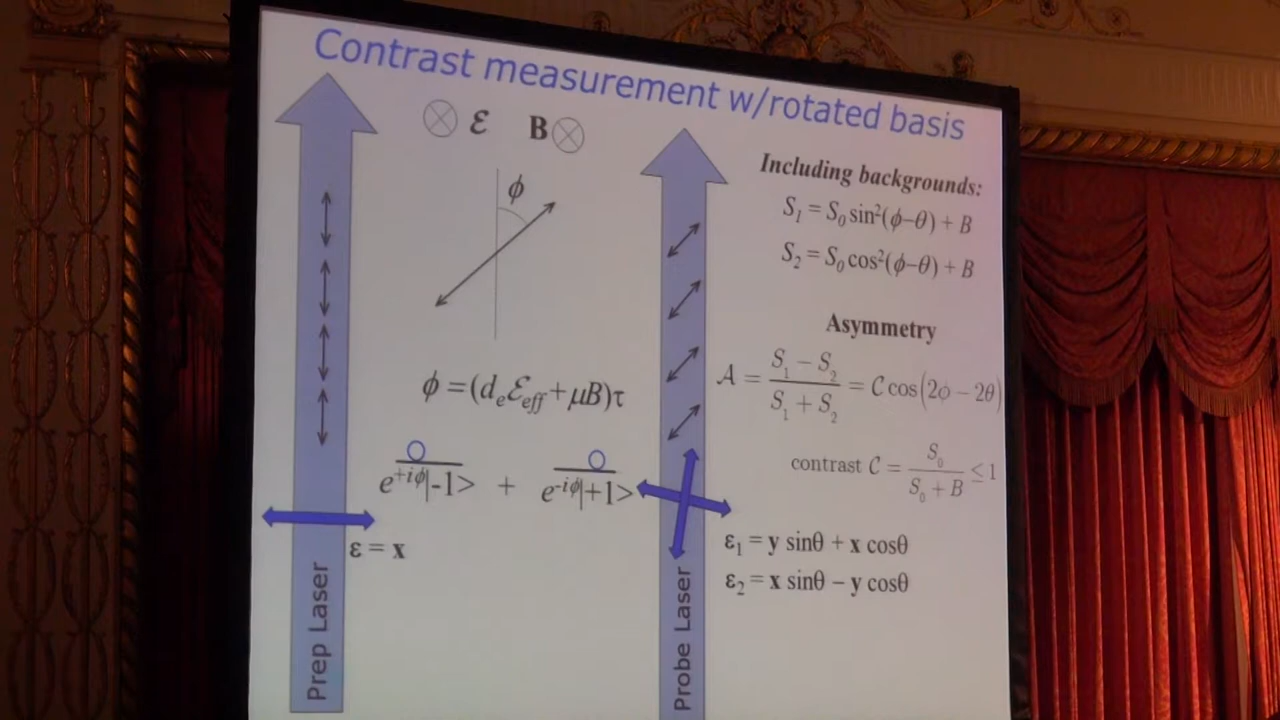 Contrast measurement w/rotated basis
⊗ ℰ B ⊗
ϕ
ϕ =(dₑℰ_eff+μB)τ
e⁺ⁱᵠ|-1> + e⁻ⁱᵠ|+1>
ε = x
Prep Laser
Probe Laser
Including backgrounds:
S₁ = S₀ sin²(ϕ–θ) + B
S₂ = S₀ cos²(ϕ–θ) + B
Asymmetry
𝒜 = (S₁ − S₂)/(S₁ + S₂) = 𝒞 cos(2ϕ − 2θ)
contrast 𝒞 = S₀/(S₀ + B) ≤ 1
ε₁ = y sinθ + x cosθ
ε₂ = x sinθ – y cosθ